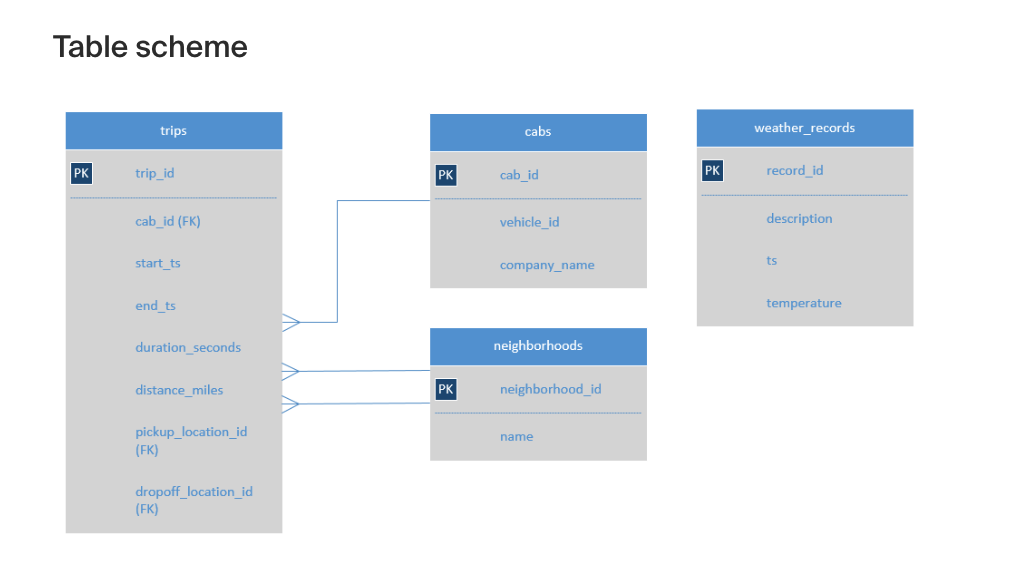 Table scheme
trips
PK
trip_id
cab_id (FK)
start_ts
end_ts
duration_seconds
distance_miles
pickup_location_id
(FK)
dropoff_location_id
(FK)
cabs
PK
cab_id
vehicle_id
company_name
neighborhoods
PK
neighborhood_id
name
weather_records
PK
record_id
description
ts
temperature